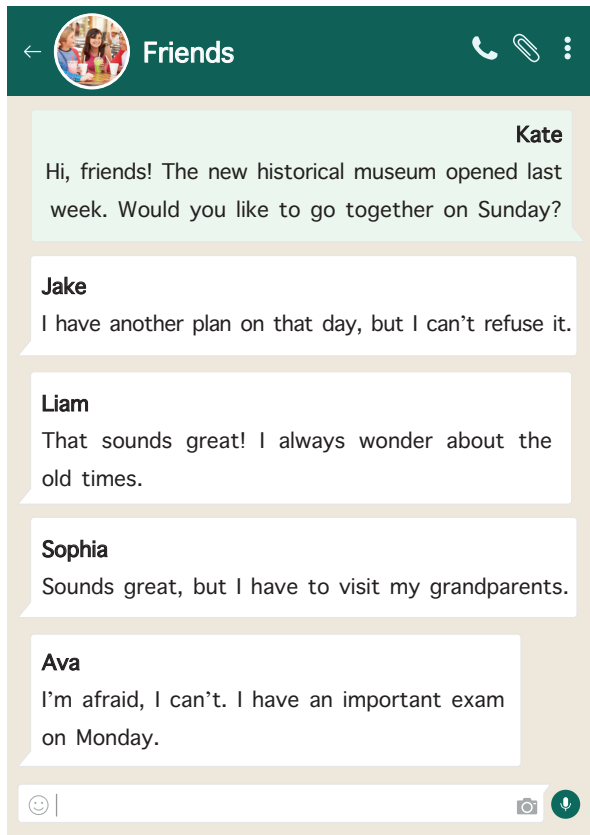 Friends
Kate
Hi, friends! The new historical museum opened last
week. Would you like to go together on Sunday?
Jake
I have another plan on that day, but I can’t refuse it.
Liam
That sounds great! I always wonder about the
old times.
Sophia
Sounds great, but I have to visit my grandparents.
Ava
I’m afraid, I can’t. I have an important exam
on Monday.